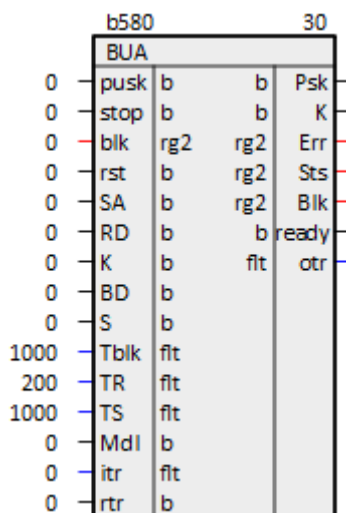 b580 30
BUA
0 pusk b b Psk
0 stop b b K
0 blk rg2 rg2 Err
0 rst b rg2 Sts
0 SA b rg2 Blk
0 RD b b ready
0 K b flt otr
0 BD b
0 S b
1000 Tblk flt
200 TR flt
1000 TS flt
0 Mdl b
0 itr flt
0 rtr b